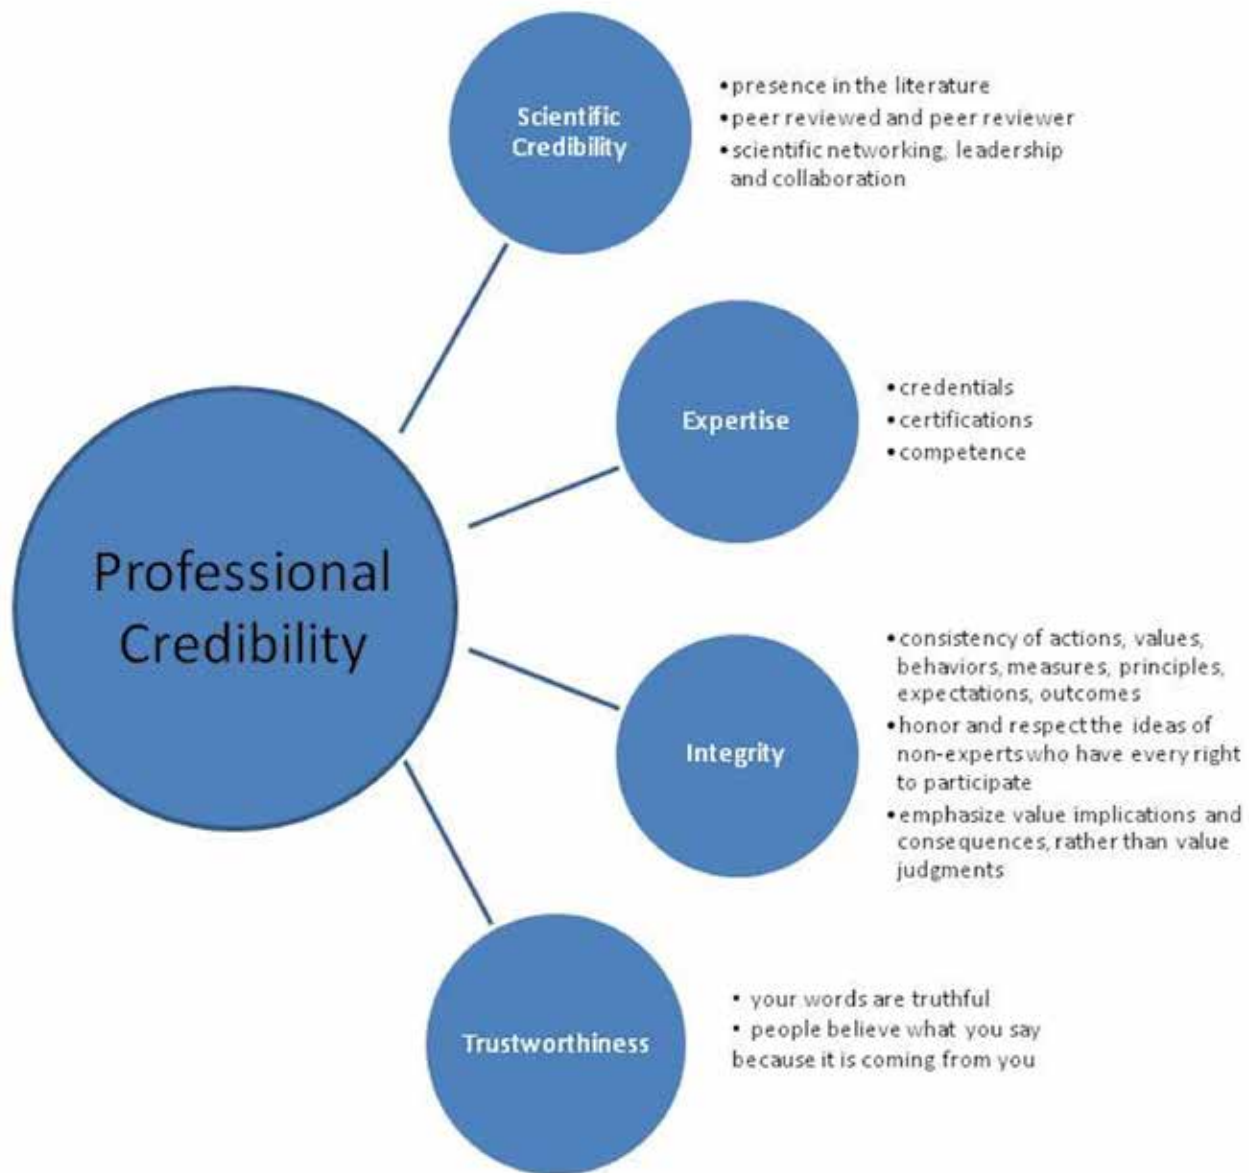 Scientific
Credibility
•presence in the literature
•peer reviewed and peer reviewer
•scientific networking, leadership
and collaboration
Expertise
•credentials
•certifications
•competence
Professional
Credibility
Integrity
•consistency of actions, values,
behaviors, measures, principles,
expectations, outcomes
•honor and respect the ideas of
non-experts who have every right
to participate
•emphasize value implications and
consequences, rather than value
judgments
Trustworthiness
• your words are truthful
• people believe what you say
because it is coming from you